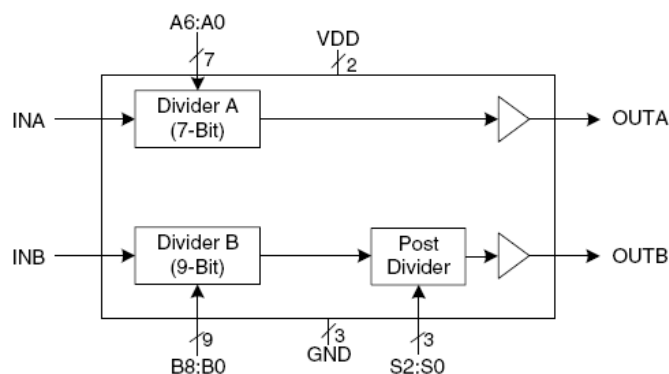 A6:A0
7
VDD
2
INA
Divider A
(7-Bit)
OUTA
INB
Divider B
(9-Bit)
Post
Divider
OUTB
9
B8:B0
3
GND
3
S2:S0